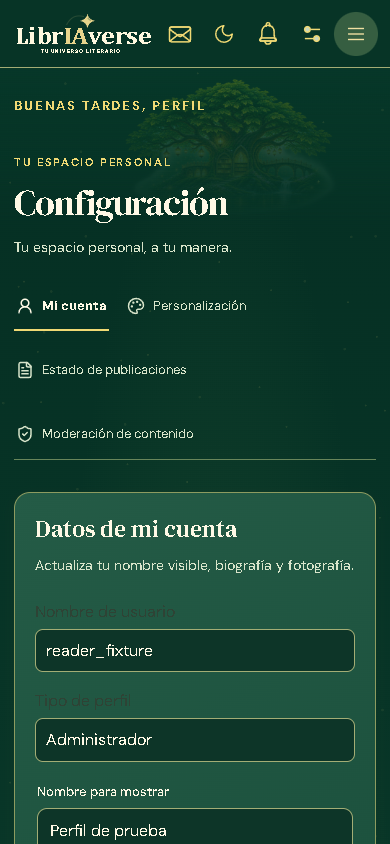 LibrIAverse
TU UNIVERSO LITERARIO
BUENAS TARDES, PERFIL
TU ESPACIO PERSONAL
Configuración
Tu espacio personal, a tu manera.
Mi cuenta
Personalización
Estado de publicaciones
Moderación de contenido
Datos de mi cuenta
Actualiza tu nombre visible, biografía y fotografía.
Nombre de usuario
reader_fixture
Tipo de perfil
Administrador
Nombre para mostrar
Perfil de prueba